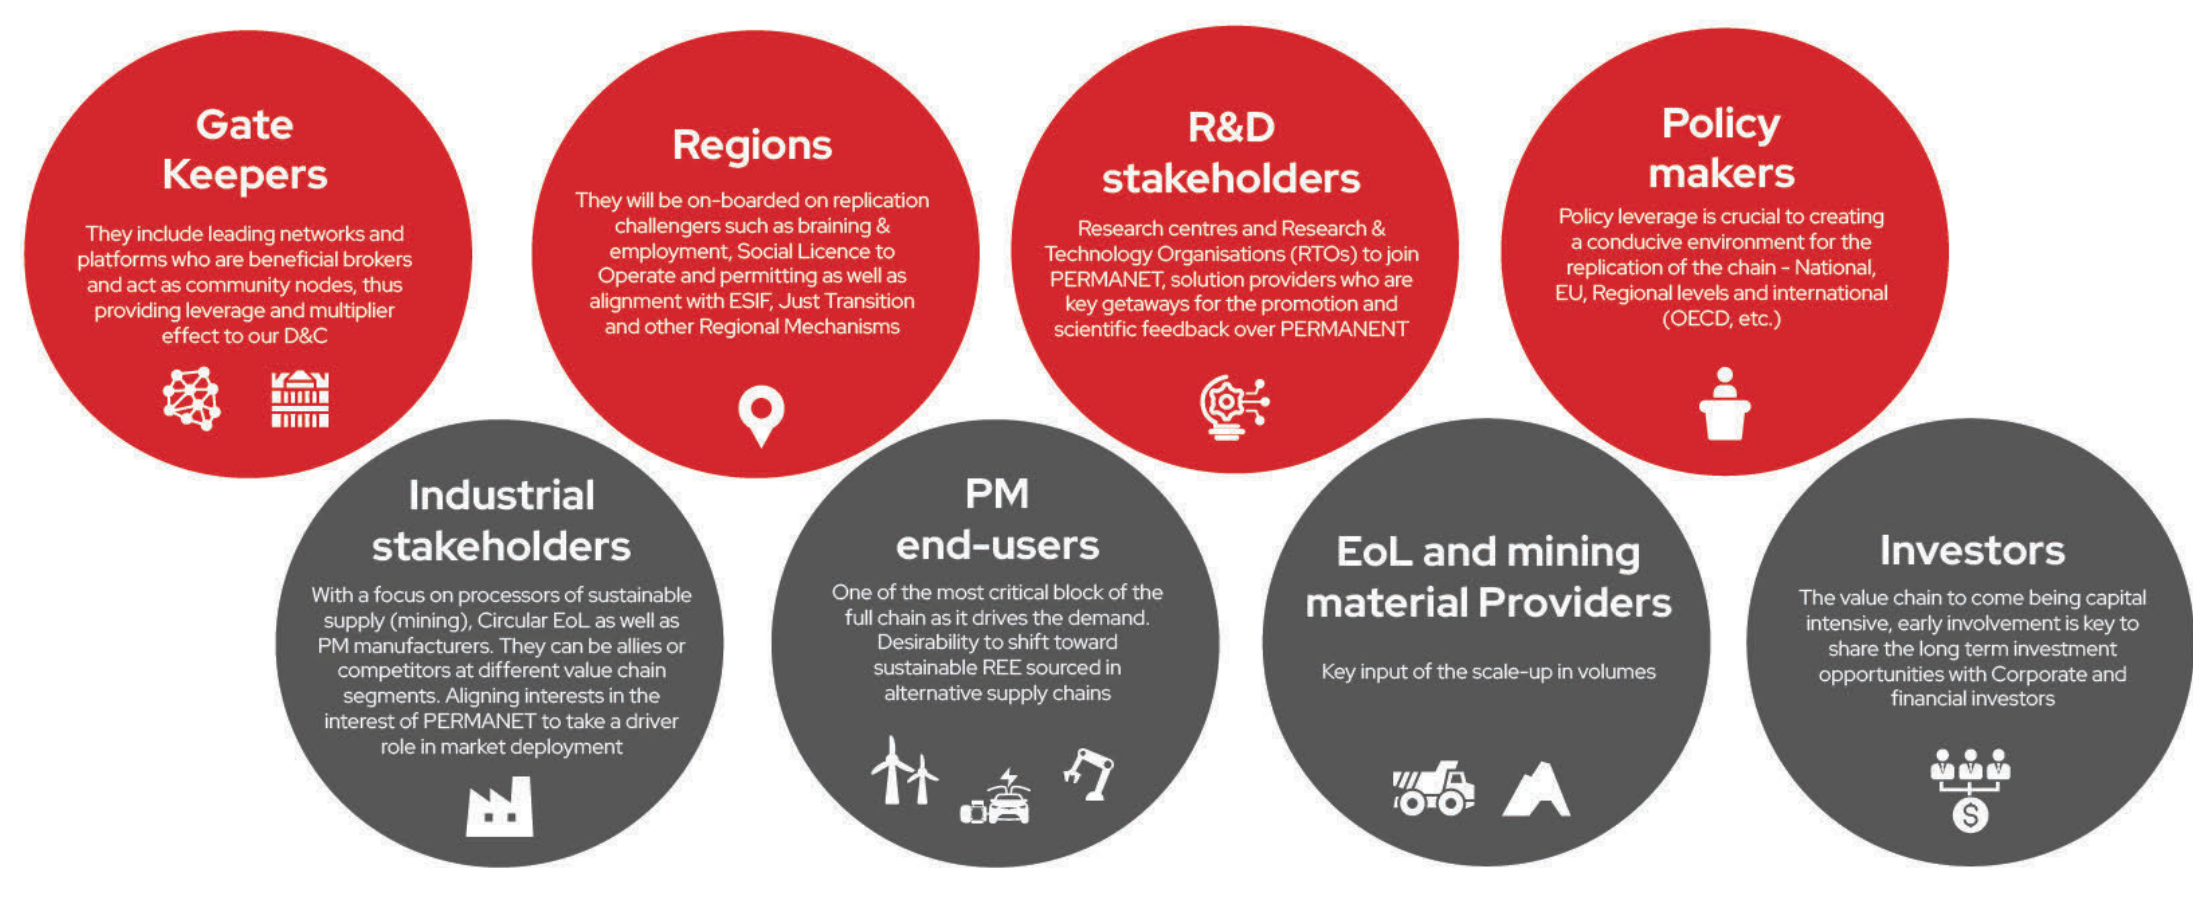 Gate
Keepers
They include leading networks and
platforms who are beneficial brokers
and act as community nodes, thus
providing leverage and multiplier
effect to our D&C
Regions
They will be on-boarded on replication
challengers such as braining &
employment, Social Licence to
Operate and permitting as well as
alignment with ESIF, Just Transition
and other Regional Mechanisms
R&D
stakeholders
Research centres and Research &
Technology Organisations (RTOs) to join
PERMANET, solution providers who are
key getaways for the promotion and
scientific feedback over PERMANENT
Policy
makers
Policy leverage is crucial to creating
a conducive environment for the
replication of the chain - National,
EU, Regional levels and international
(OECD, etc.)
Industrial
stakeholders
With a focus on processors of sustainable
supply (mining), Circular EoL as well as
PM manufacturers. They can be allies or
competitors at different value chain
segments. Aligning interests in the
interest of PERMANET to take a driver
role in market deployment
PM
end-users
One of the most critical block of the
full chain as it drives the demand.
Desirability to shift toward
sustainable REE sourced in
alternative supply chains
EoL and mining
material Providers
Key input of the scale-up in volumes
Investors
The value chain to come being capital
intensive, early involvement is key to
share the long term investment
opportunities with Corporate and
financial investors
$